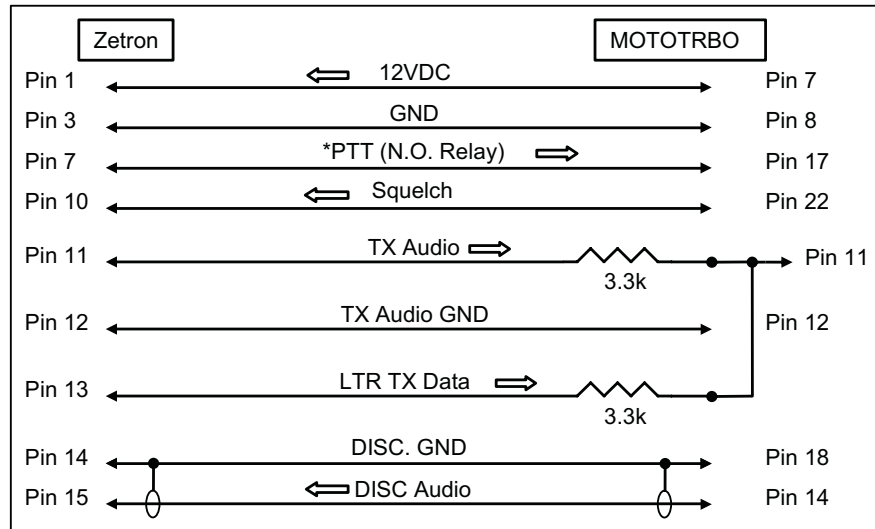 Zetron MOTOTRBO
Pin 1 12VDC Pin 7
Pin 3 GND Pin 8
Pin 7 *PTT (N.O. Relay) Pin 17
Pin 10 Squelch Pin 22
Pin 11 TX Audio Pin 11
3.3k
Pin 12 TX Audio GND Pin 12
Pin 13 LTR TX Data
3.3k
Pin 14 DISC. GND Pin 18
Pin 15 DISC Audio Pin 14